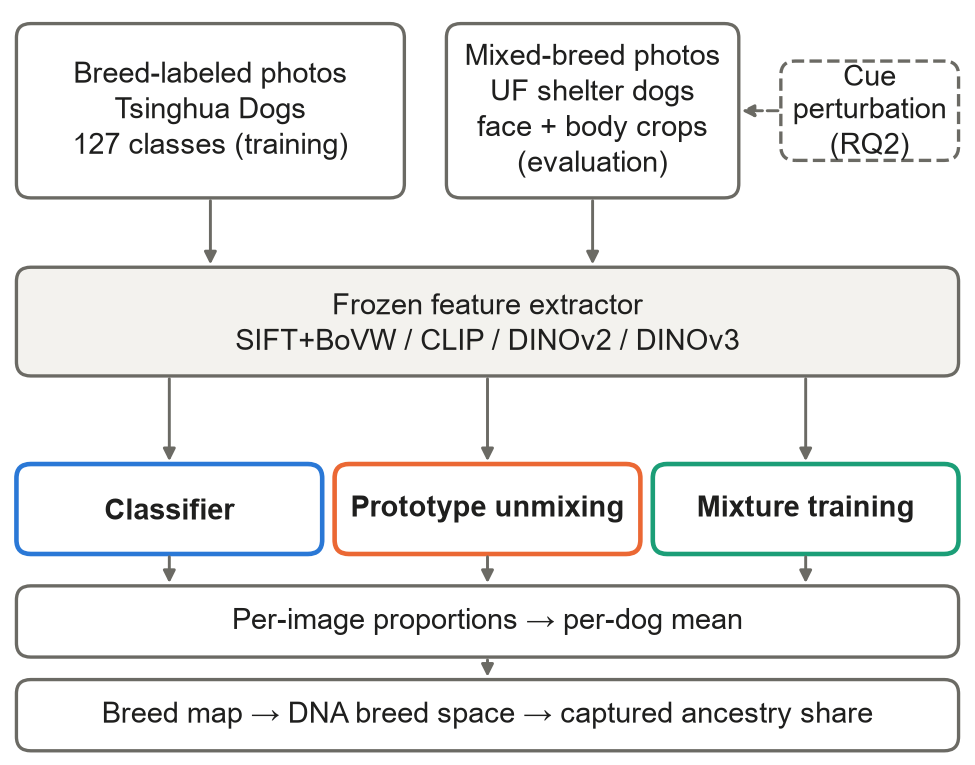 Breed-labeled photos
Tsinghua Dogs
127 classes (training)
Mixed-breed photos
UF shelter dogs
face + body crops
(evaluation)
Cue
perturbation
(RQ2)
Frozen feature extractor
SIFT+BoVW / CLIP / DINOv2 / DINOv3
Classifier
Prototype unmixing
Mixture training
Per-image proportions → per-dog mean
Breed map → DNA breed space → captured ancestry share